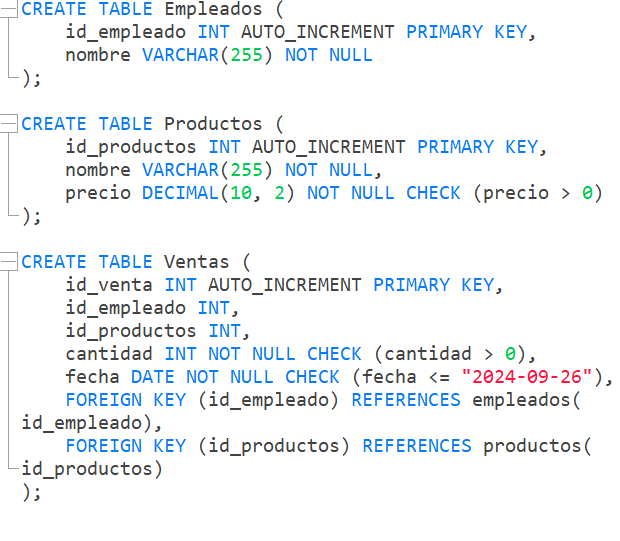 CREATE TABLE Empleados (
    id_empleado INT AUTO_INCREMENT PRIMARY KEY,
    nombre VARCHAR(255) NOT NULL
);
CREATE TABLE Productos (
    id_productos INT AUTO_INCREMENT PRIMARY KEY,
    nombre VARCHAR(255) NOT NULL,
    precio DECIMAL(10, 2) NOT NULL CHECK (precio > 0)
);
CREATE TABLE Ventas (
    id_venta INT AUTO_INCREMENT PRIMARY KEY,
    id_empleado INT,
    id_productos INT,
    cantidad INT NOT NULL CHECK (cantidad > 0),
    fecha DATE NOT NULL CHECK (fecha <= "2024-09-26"),
    FOREIGN KEY (id_empleado) REFERENCES empleados(
id_empleado),
    FOREIGN KEY (id_productos) REFERENCES productos(
id_productos)
);